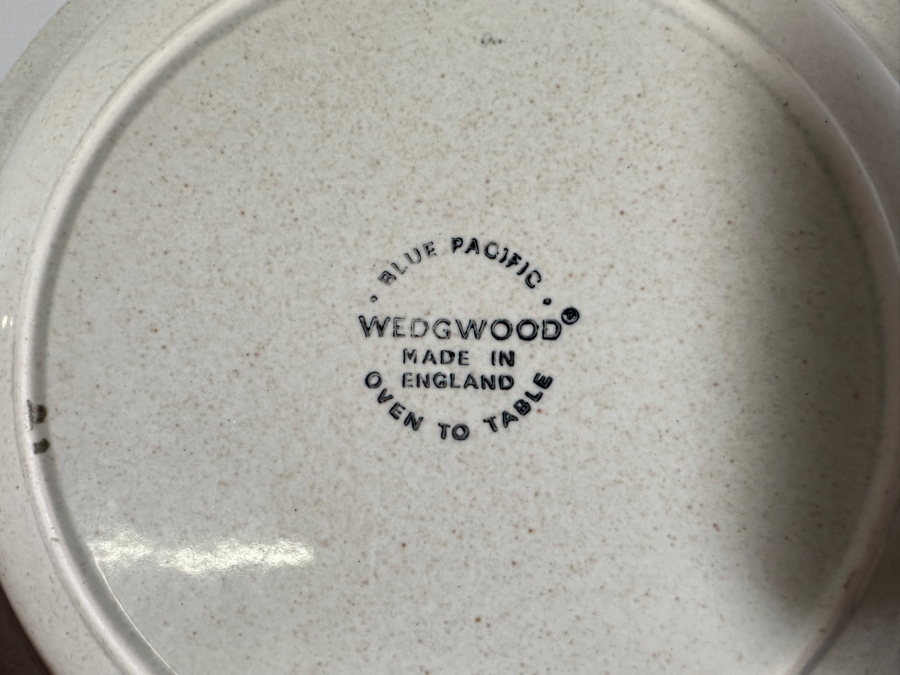 · BLUE PACIFIC ·
WEDGWOOD®
MADE IN
ENGLAND
OVEN TO TABLE